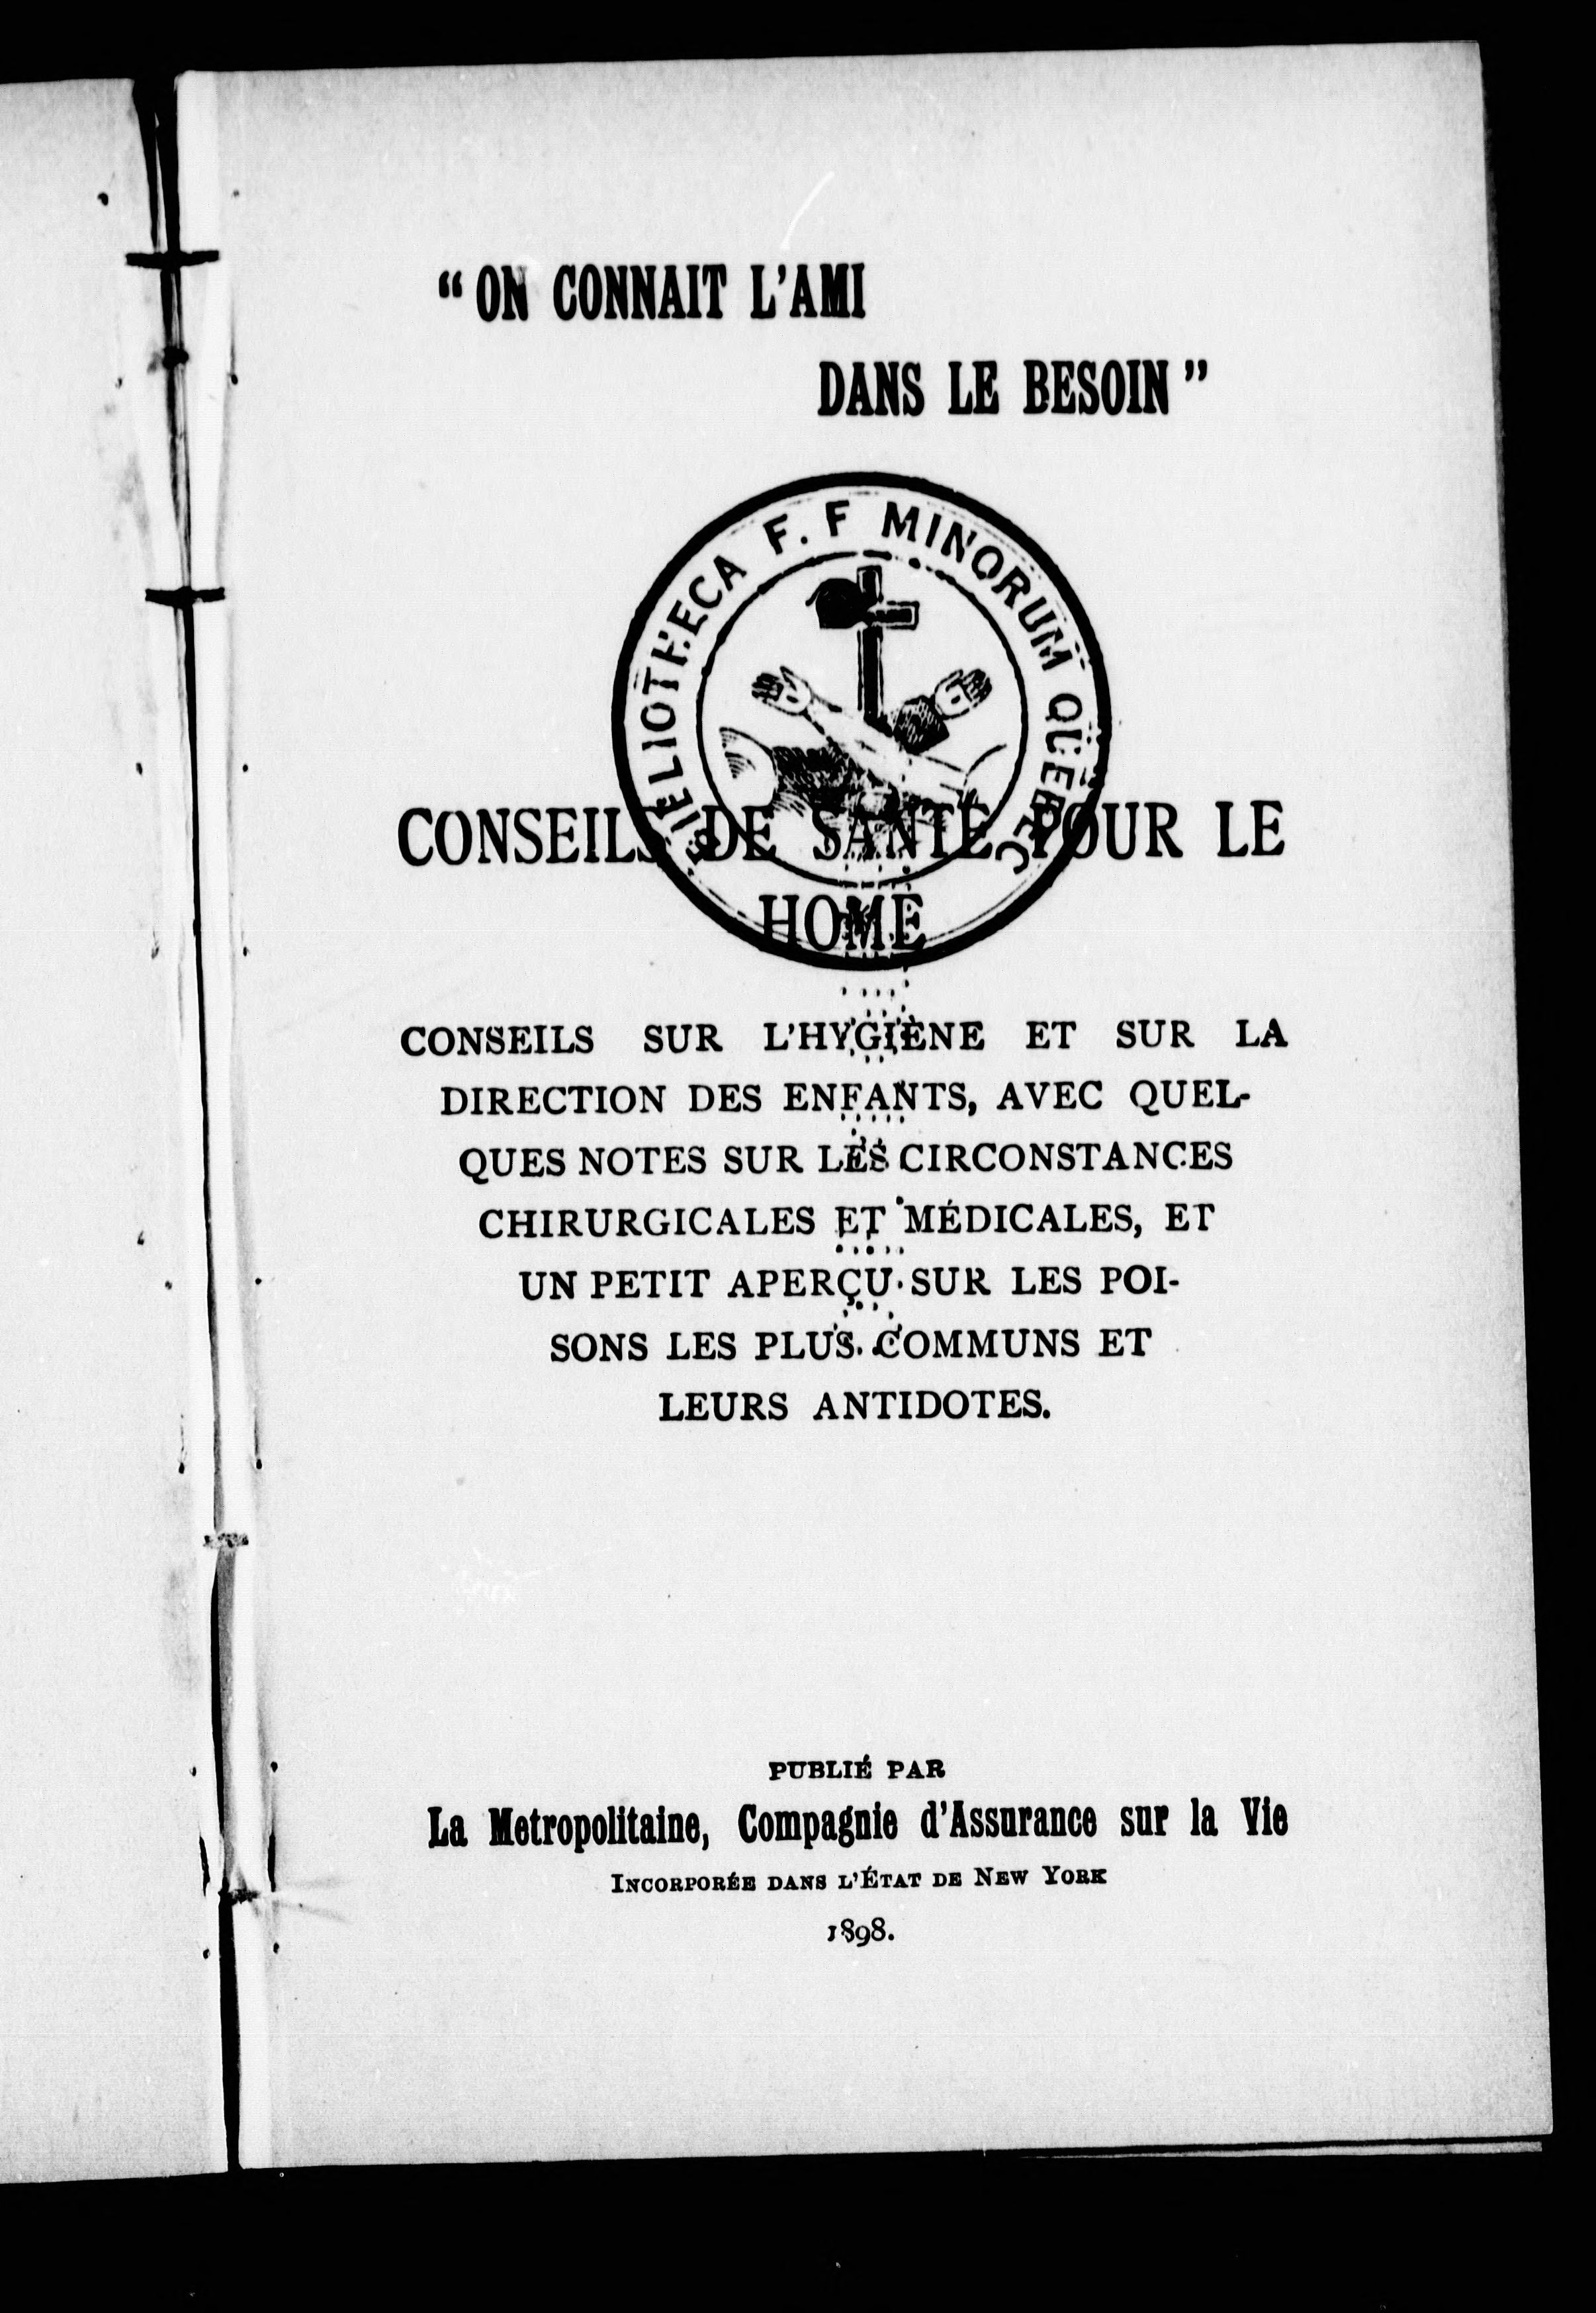 “ ON CONNAIT L’AMI
DANS LE BESOIN ”
BIBLIOTHECA F. F MINORUM QUEBEC
CONSEILS DE SANTE POUR LE
HOME
CONSEILS SUR L’HYGIÈNE ET SUR LA
DIRECTION DES ENFANTS, AVEC QUEL-
QUES NOTES SUR LES CIRCONSTANCES
CHIRURGICALES ET MÉDICALES, ET
UN PETIT APERÇU SUR LES POI-
SONS LES PLUS COMMUNS ET
LEURS ANTIDOTES.
PUBLIÉ PAR
La Metropolitaine, Compagnie d’Assurance sur la Vie
INCORPORÉE DANS L’ÉTAT DE NEW YORK
1898.